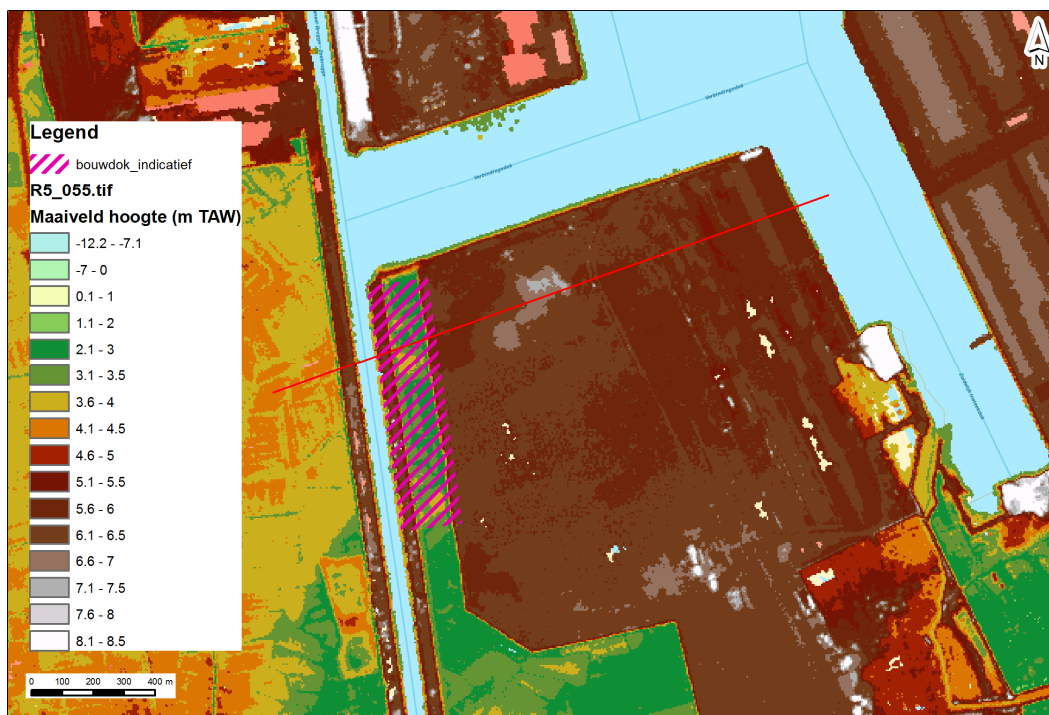 N
Verbindingsdok
Verbindingsdok
Legend
bouwdok_indicatief
R5_055.tif
Maaiveld hoogte (m TAW)
-12.2 - -7.1
-7 - 0
0.1 - 1
1.1 - 2
2.1 - 3
3.1 - 3.5
3.6 - 4
4.1 - 4.5
4.6 - 5
5.1 - 5.5
5.6 - 6
6.1 - 6.5
6.6 - 7
7.1 - 7.5
7.6 - 8
8.1 - 8.5
0 100 200 300 400 m